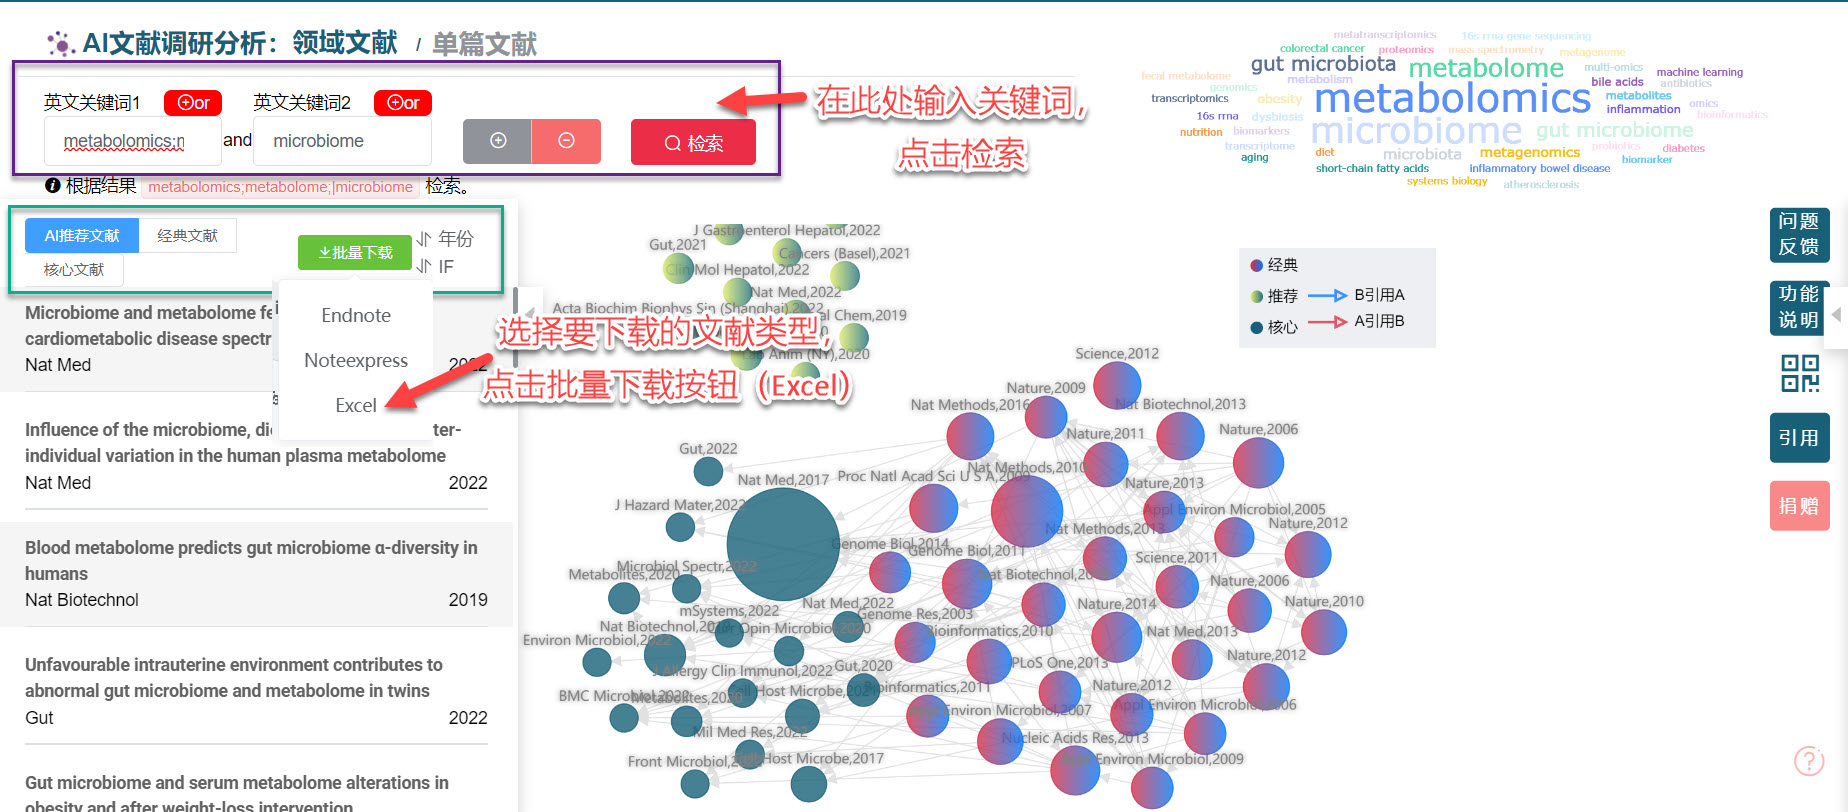 AI文献调研分析：领域文献 / 单篇文献
英文关键词1 or 英文关键词2 or
metabolomics;r and microbiome
检索
根据结果 metabolomics;metabolome;|microbiome 检索。
在此处输入关键词,
点击检索
metatranscriptomics 16s rrna gene sequencing
colorectal cancer proteomics mass spectrometry metagenome
gut microbiota metabolome multi-omics machine learning
fecal metabolome metabolism bile acids antibiotics
genomics metabolomics metabolites
transcriptomics obesity inflammation omics
16s rrna dysbiosis bioinformatics
nutrition biomarkers microbiome gut microbiome
transcriptome diet microbiota metagenomics probiotics diabetes
aging biomarker
short-chain fatty acids inflammatory bowel disease
systems biology atherosclerosis
AI推荐文献 经典文献
核心文献
批量下载 年份
IF
Endnote
Noteexpress
Excel
选择要下载的文献类型,
点击批量下载按钮（Excel）
Microbiome and metabolome fe
cardiometabolic disease spectr
Nat Med 2022
Influence of the microbiome, di ter-
individual variation in the human plasma metabolome
Nat Med 2022
Blood metabolome predicts gut microbiome α-diversity in
humans
Nat Biotechnol 2019
Unfavourable intrauterine environment contributes to
abnormal gut microbiome and metabolome in twins
Gut 2022
Gut microbiome and serum metabolome alterations in
obesity and after weight-loss intervention
J Gastroenterol Hepatol,2022
Gut,2021
Cancers (Basel),2021
Clin Mol Hepatol,2022
Nat Med,2022
Acta Biochim Biophys Sin (Shanghai),2022
al Chem,2019
Lab Anim (NY),2020
经典
推荐 B引用A
核心 A引用B
Science,2012
Nature,2009
Nat Methods,2016
Nat Biotechnol,2013
Nature,2011
Nature,2006
Gut,2022
Nat Methods,2010
Nat Med,2017
Proc Natl Acad Sci U S A,2009
Nature,2013
J Hazard Mater,2022
Appl Environ Microbiol,2005
Nature,2012
Nat Methods,2013
Genome Biol,2014
Genome Biol,2011
Science,2011
Microbiol Spectr,2022
Metabolites,2020
Nat Biotechnol,20
Nature,2006
Nat Med,2022
Nature,2014
Nature,2010
mSystems,2022
Genome Res,2003
Nat Biotechnol,20
Opin Microbiol,2020
Bioinformatics,2010
Nat Med,2013
Environ Microbiol,2022
Nature,2012
J Allergy Clin Immunol,2022
Gut,2020
PLoS One,2013
BMC Microbiol,2022
Metabolites,2020
Cell Host Microbe,2021
Bioinformatics,2011
Nature,2012
Appl Environ Microbiol,2007
Appl Environ Microbiol,2006
Mil Med Res,2022
Nucleic Acids Res,2013
Front Microbiol,2
Cell Host Microbe,2017
Appl Environ Microbiol,2009
问题
反馈
功能
说明
引用
捐赠